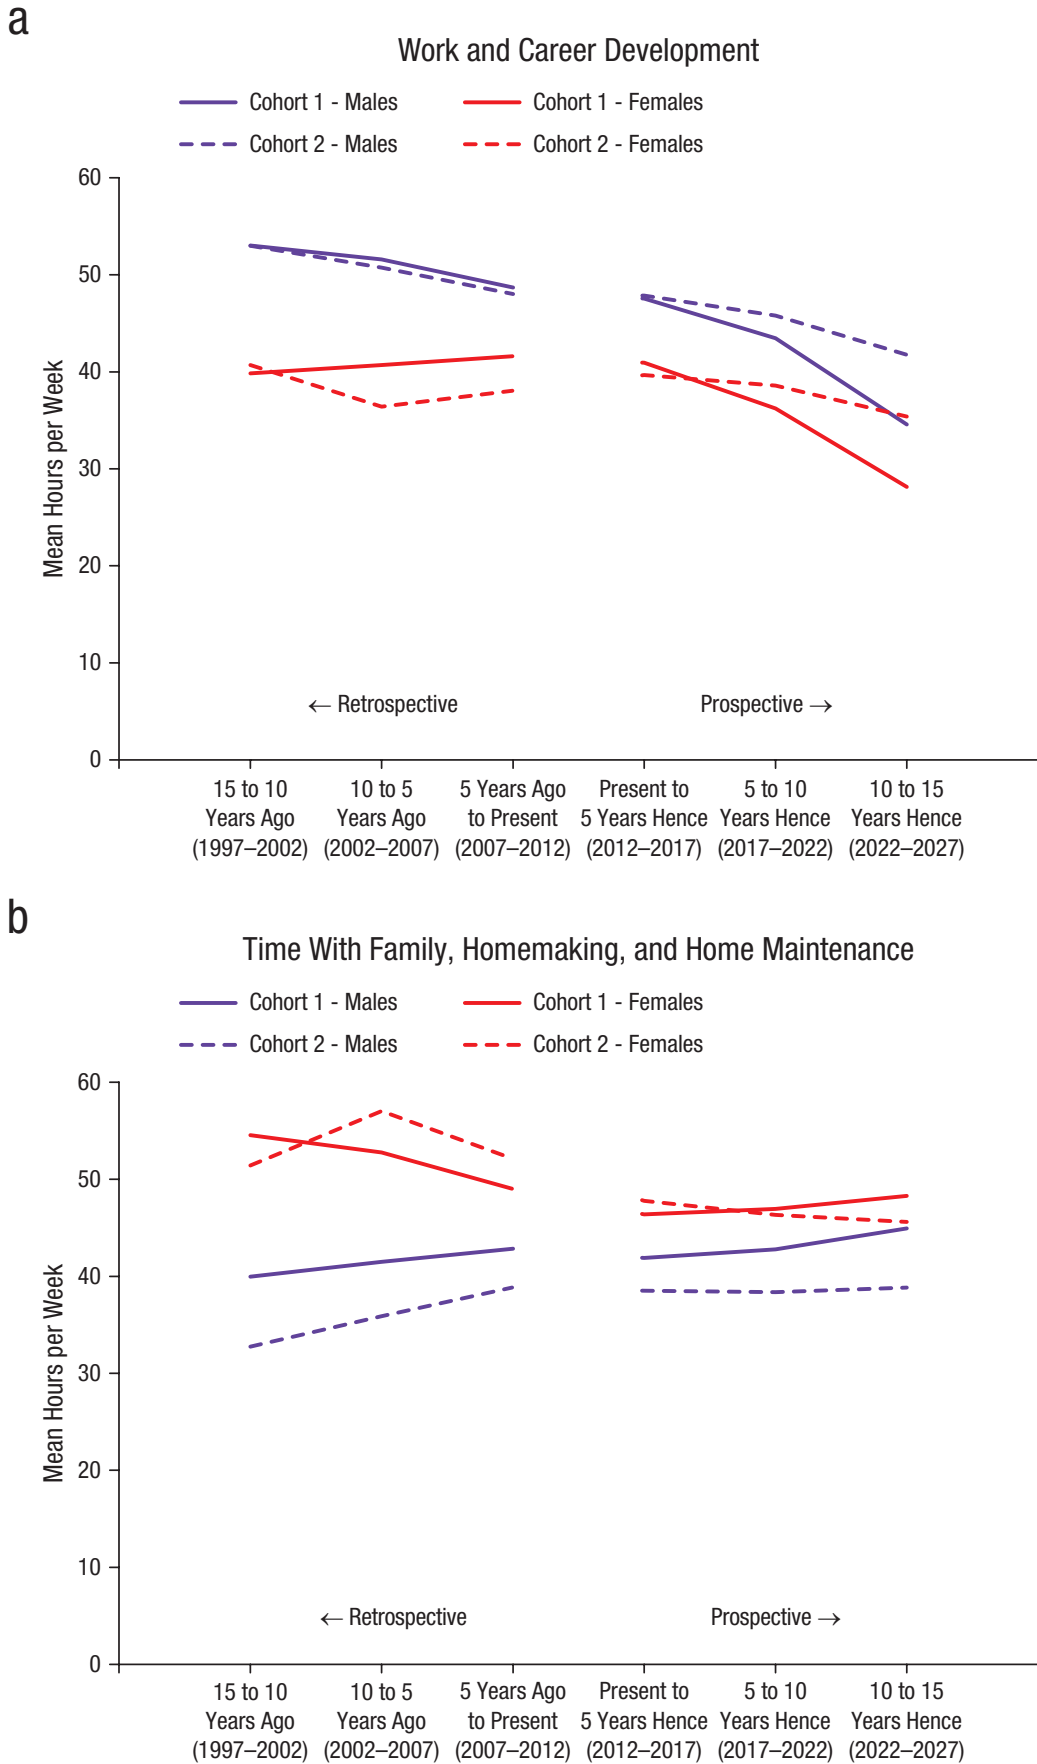 a
Work and Career Development
Cohort 1 - Males
Cohort 1 - Females
Cohort 2 - Males
Cohort 2 - Females
60
50
40
30
20
10
0
Mean Hours per Week
← Retrospective
Prospective →
15 to 10
Years Ago
(1997–2002)
10 to 5
Years Ago
(2002–2007)
5 Years Ago
to Present
(2007–2012)
Present to
5 Years Hence
(2012–2017)
5 to 10
Years Hence
(2017–2022)
10 to 15
Years Hence
(2022–2027)
b
Time With Family, Homemaking, and Home Maintenance
Cohort 1 - Males
Cohort 1 - Females
Cohort 2 - Males
Cohort 2 - Females
60
50
40
30
20
10
0
Mean Hours per Week
← Retrospective
Prospective →
15 to 10
Years Ago
(1997–2002)
10 to 5
Years Ago
(2002–2007)
5 Years Ago
to Present
(2007–2012)
Present to
5 Years Hence
(2012–2017)
5 to 10
Years Hence
(2017–2022)
10 to 15
Years Hence
(2022–2027)